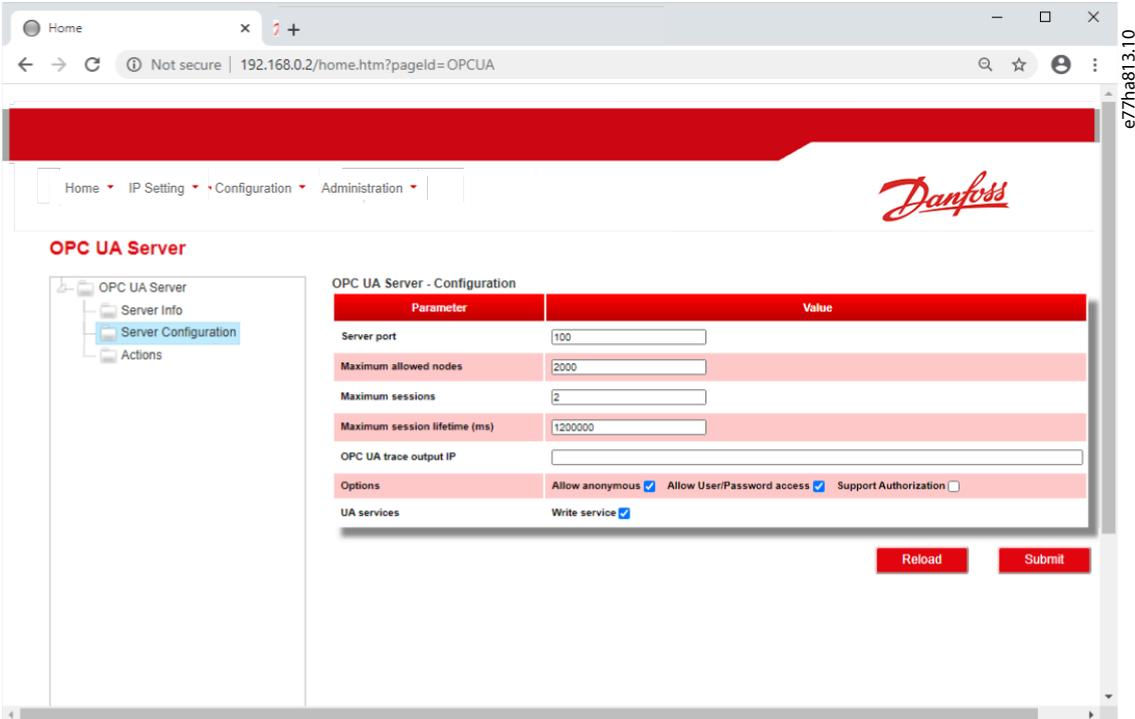 Home
Not secure | 192.168.0.2/home.htm?pageId=OPCUA
e77ha813.10
Home IP Setting Configuration Administration
Danfoss
OPC UA Server
OPC UA Server
Server Info
Server Configuration
Actions
OPC UA Server - Configuration
Parameter Value
Server port 100
Maximum allowed nodes 2000
Maximum sessions 2
Maximum session lifetime (ms) 1200000
OPC UA trace output IP
Options Allow anonymous Allow User/Password access Support Authorization
UA services Write service
Reload Submit